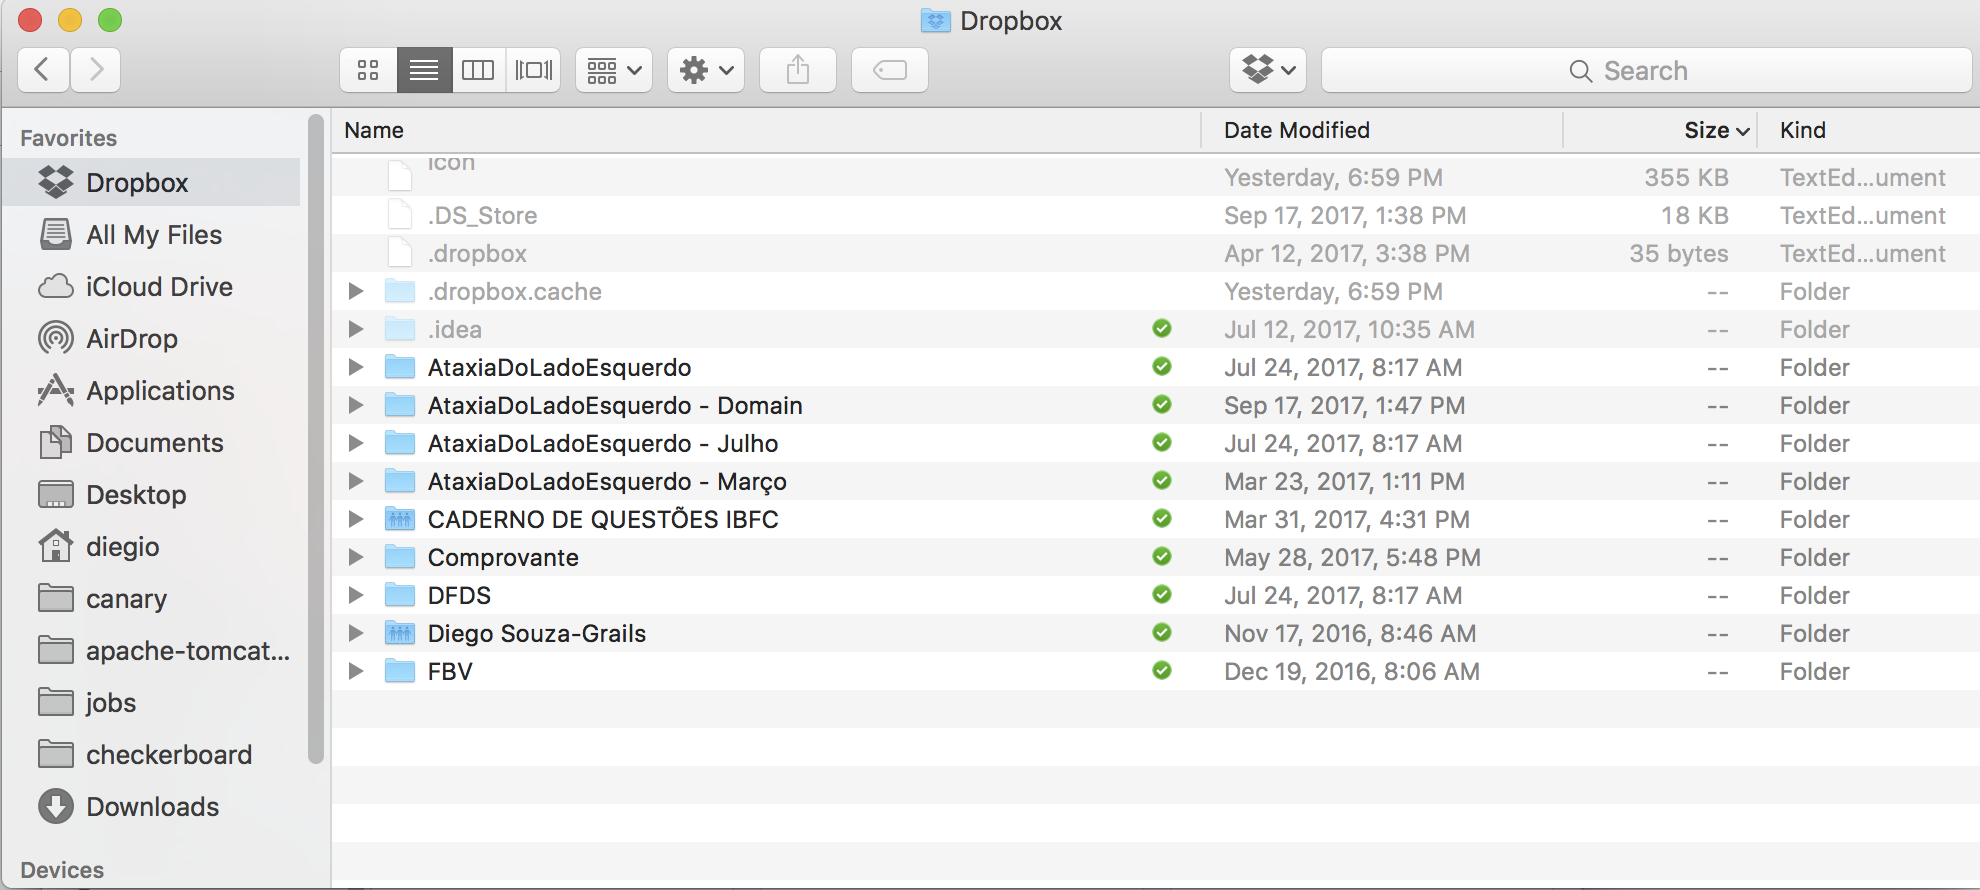 Dropbox
Search
Favorites
Dropbox
All My Files
iCloud Drive
AirDrop
Applications
Documents
Desktop
diegio
canary
apache-tomcat...
jobs
checkerboard
Downloads
Devices
Name Date Modified Size Kind
Icon Yesterday, 6:59 PM 355 KB TextEd...ument
.DS_Store Sep 17, 2017, 1:38 PM 18 KB TextEd...ument
.dropbox Apr 12, 2017, 3:38 PM 35 bytes TextEd...ument
.dropbox.cache Yesterday, 6:59 PM -- Folder
.idea Jul 12, 2017, 10:35 AM -- Folder
AtaxiaDoLadoEsquerdo Jul 24, 2017, 8:17 AM -- Folder
AtaxiaDoLadoEsquerdo - Domain Sep 17, 2017, 1:47 PM -- Folder
AtaxiaDoLadoEsquerdo - Julho Jul 24, 2017, 8:17 AM -- Folder
AtaxiaDoLadoEsquerdo - Março Mar 23, 2017, 1:11 PM -- Folder
CADERNO DE QUESTÕES IBFC Mar 31, 2017, 4:31 PM -- Folder
Comprovante May 28, 2017, 5:48 PM -- Folder
DFDS Jul 24, 2017, 8:17 AM -- Folder
Diego Souza-Grails Nov 17, 2016, 8:46 AM -- Folder
FBV Dec 19, 2016, 8:06 AM -- Folder